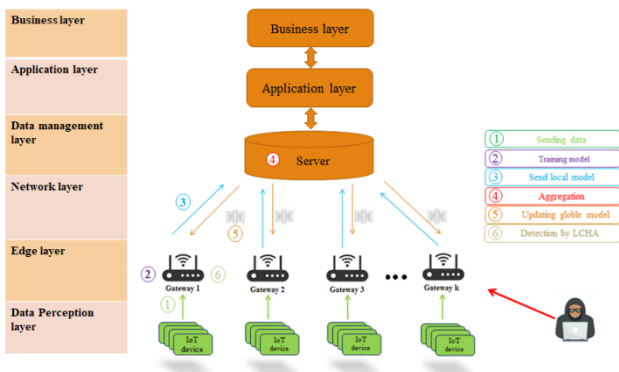 Business layer
Application layer
Data management
layer
Network layer
Edge layer
Data Perception
layer
Business layer
Application layer
4
Server
3
5
2
6
Gateway 1
Gateway 2
Gateway 3
Gateway k
1
IoT
device
IoT
device
IoT
device
IoT
device
1 Sending data
2 Training model
3 Send local model
4 Aggregation
5 Updating globle model
6 Detection by LCHA